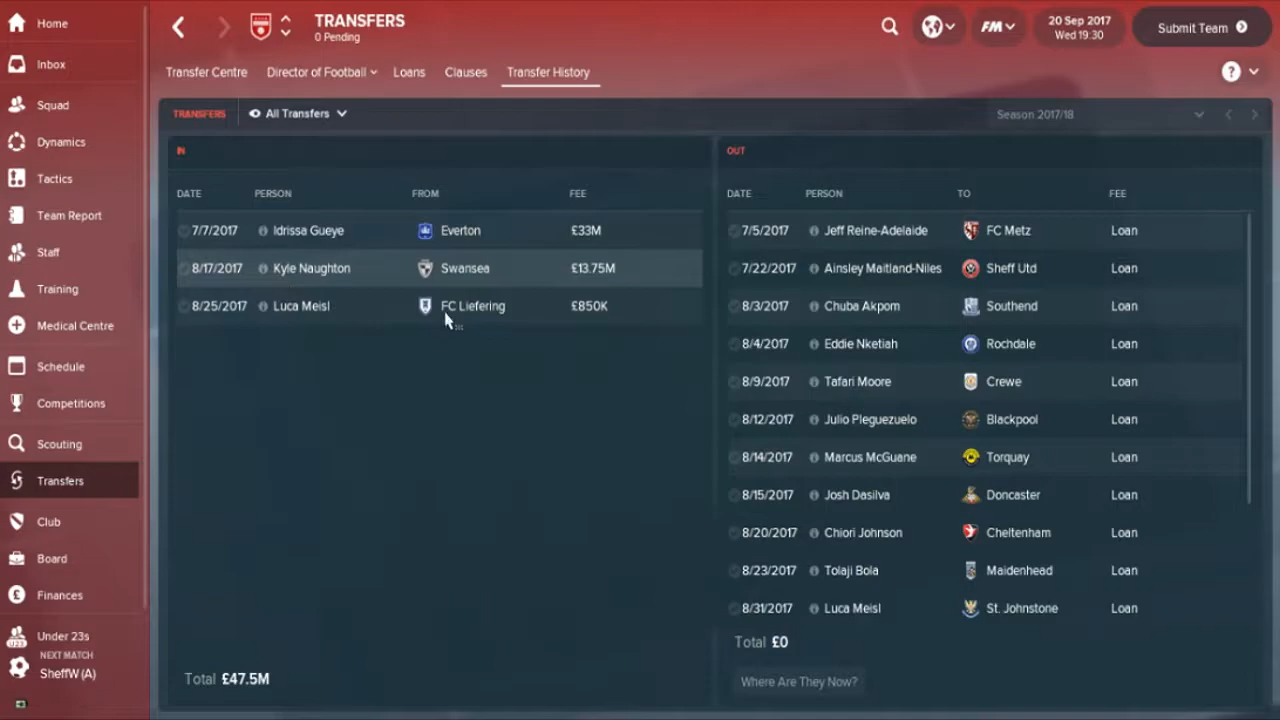 Home
Inbox
Squad
Dynamics
Tactics
Team Report
Staff
Training
Medical Centre
Schedule
Competitions
Scouting
Transfers
Club
Board
Finances
Under 23s
NEXT MATCH
SheffW (A)
TRANSFERS
0 Pending
FM
20 Sep 2017
Wed 19:30
Submit Team
Transfer Centre Director of Football Loans Clauses Transfer History
?
TRANSFERS All Transfers Season 2017/18
IN
DATE PERSON FROM FEE
7/7/2017 Idrissa Gueye Everton £33M
8/17/2017 Kyle Naughton Swansea £13.75M
8/25/2017 Luca Meisl FC Liefering £850K
Total £47.5M
OUT
DATE PERSON TO FEE
7/5/2017 Jeff Reine-Adelaide FC Metz Loan
7/22/2017 Ainsley Maitland-Niles Sheff Utd Loan
8/3/2017 Chuba Akpom Southend Loan
8/4/2017 Eddie Nketiah Rochdale Loan
8/9/2017 Tafari Moore Crewe Loan
8/12/2017 Julio Pleguezuelo Blackpool Loan
8/14/2017 Marcus McGuane Torquay Loan
8/15/2017 Josh Dasilva Doncaster Loan
8/20/2017 Chiori Johnson Cheltenham Loan
8/23/2017 Tolaji Bola Maidenhead Loan
8/31/2017 Luca Meisl St. Johnstone Loan
Total £0
Where Are They Now?